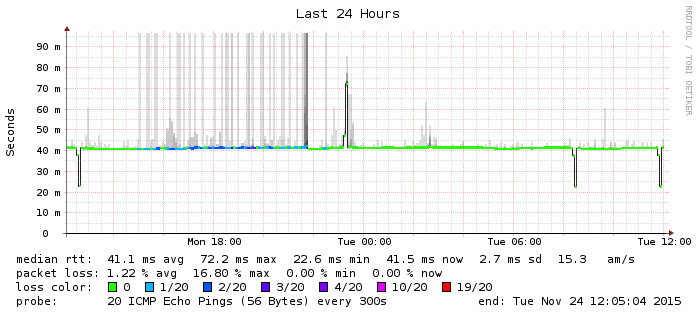 Last 24 Hours
RRDTOOL / TOBI OETIKER
Seconds
90 m
80 m
70 m
60 m
50 m
40 m
30 m
20 m
10 m
0
Mon 18:00 Tue 00:00 Tue 06:00 Tue 12:00
median rtt: 41.1 ms avg 72.2 ms max 22.6 ms min 41.5 ms now 2.7 ms sd 15.3 am/s
packet loss: 1.22 % avg 16.80 % max 0.00 % min 0.00 % now
loss color: 0 1/20 2/20 3/20 4/20 10/20 19/20
probe: 20 ICMP Echo Pings (56 Bytes) every 300s end: Tue Nov 24 12:05:04 2015